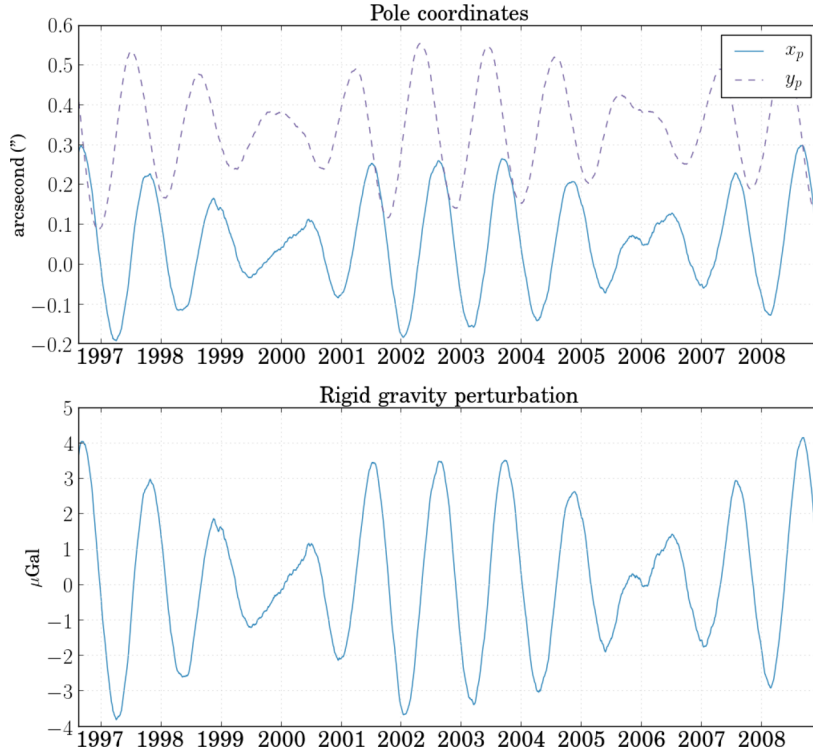 Pole coordinates
0.6
0.5
0.4
0.3
0.2
0.1
0.0
−0.1
−0.2
arcsecond (")
x_p
y_p
1997 1998 1999 2000 2001 2002 2003 2004 2005 2006 2007 2008
Rigid gravity perturbation
5
4
3
2
1
0
−1
−2
−3
−4
μGal
1997 1998 1999 2000 2001 2002 2003 2004 2005 2006 2007 2008